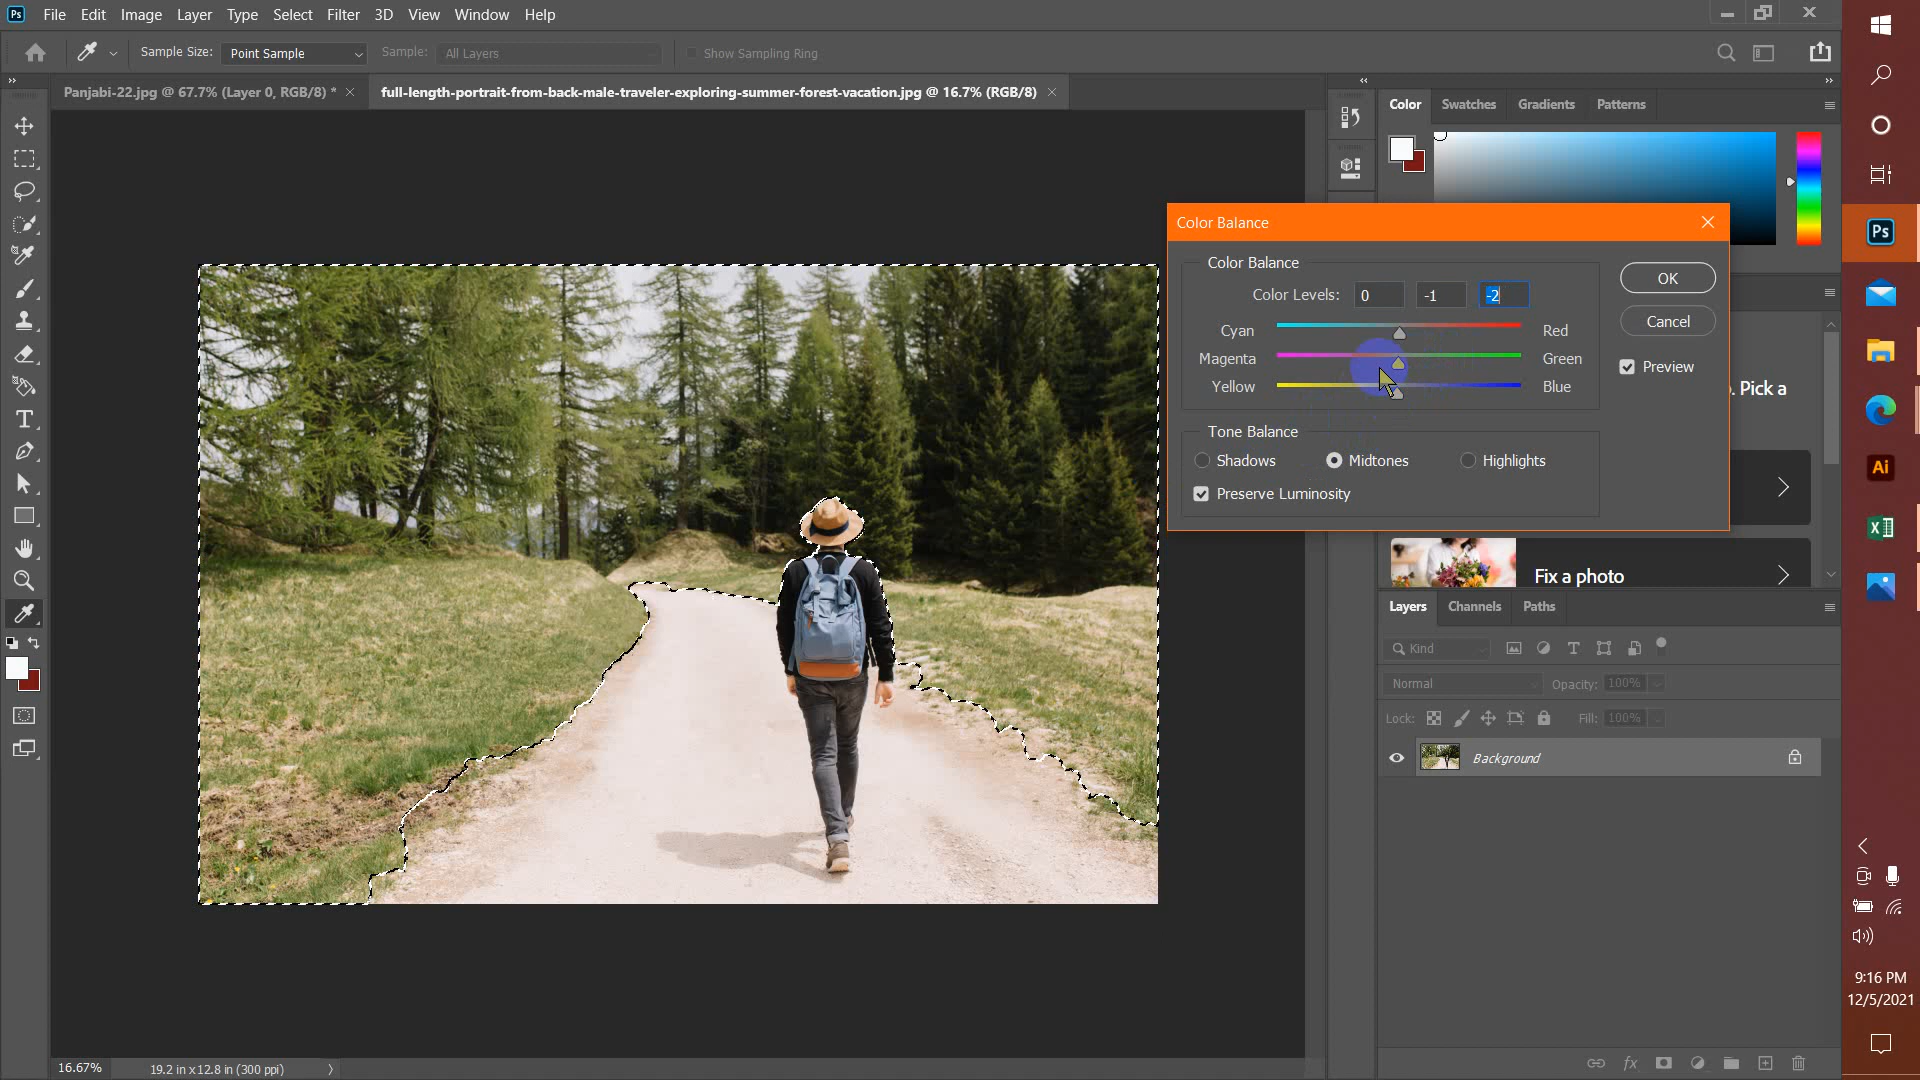 Ps File Edit Image Layer Type Select Filter 3D View Window Help
Sample Size: Point Sample Sample: All Layers Show Sampling Ring
Panjabi-22.jpg @ 67.7% (Layer 0, RGB/8) * full-length-portrait-from-back-male-traveler-exploring-summer-forest-vacation.jpg @ 16.7% (RGB/8)
Color Swatches Gradients Patterns
Color Balance
Color Balance
Color Levels: 0 -1 -2
Cyan Red
Magenta Green
Yellow Blue
OK
Cancel
Preview
Tone Balance
Shadows Midtones Highlights
Preserve Luminosity
. Pick a
Fix a photo
Layers Channels Paths
Kind
Normal Opacity: 100%
Lock: Fill: 100%
Background
fx
16.67% 19.2 in x 12.8 in (300 ppi)
Ps
Ai
9:16 PM
12/5/2021